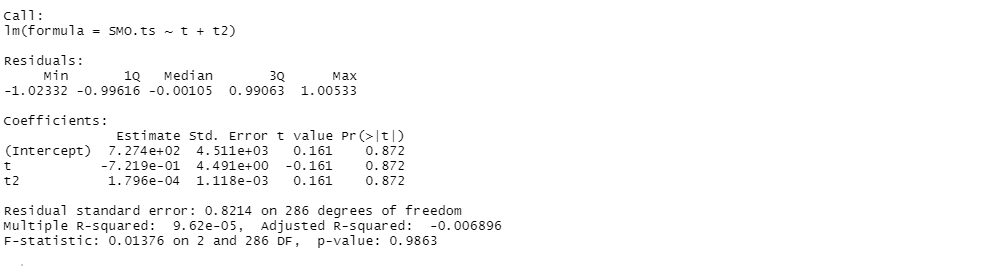 Call:
lm(formula = SMO.ts ~ t + t2)
Residuals:
Min 1Q Median 3Q Max
-1.02332 -0.99616 -0.00105 0.99063 1.00533
Coefficients:
Estimate Std. Error t value Pr(>|t|)
(Intercept) 7.274e+02 4.511e+03 0.161 0.872
t -7.219e-01 4.491e+00 -0.161 0.872
t2 1.796e-04 1.118e-03 0.161 0.872
Residual standard error: 0.8214 on 286 degrees of freedom
Multiple R-squared: 9.62e-05, Adjusted R-squared: -0.006896
F-statistic: 0.01376 on 2 and 286 DF, p-value: 0.9863